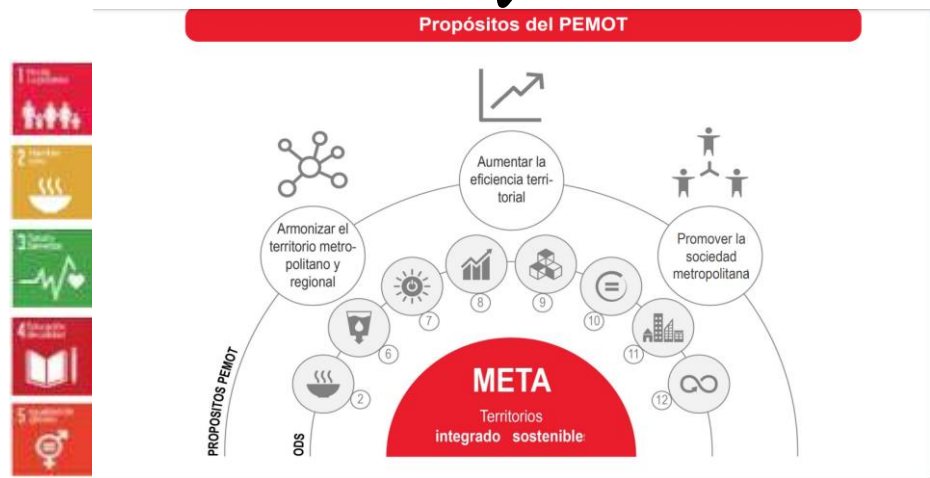 Propósitos del PEMOT
1
2
3
4
5
Aumentar la
eficiencia terri-
torial
Armonizar el
territorio metro-
politano y
regional
Promover la
sociedad
metropolitana
2
6
7
8
9
10
11
12
PROPOSITOS PEMOT
ODS
META
Territorios
integrado sostenible